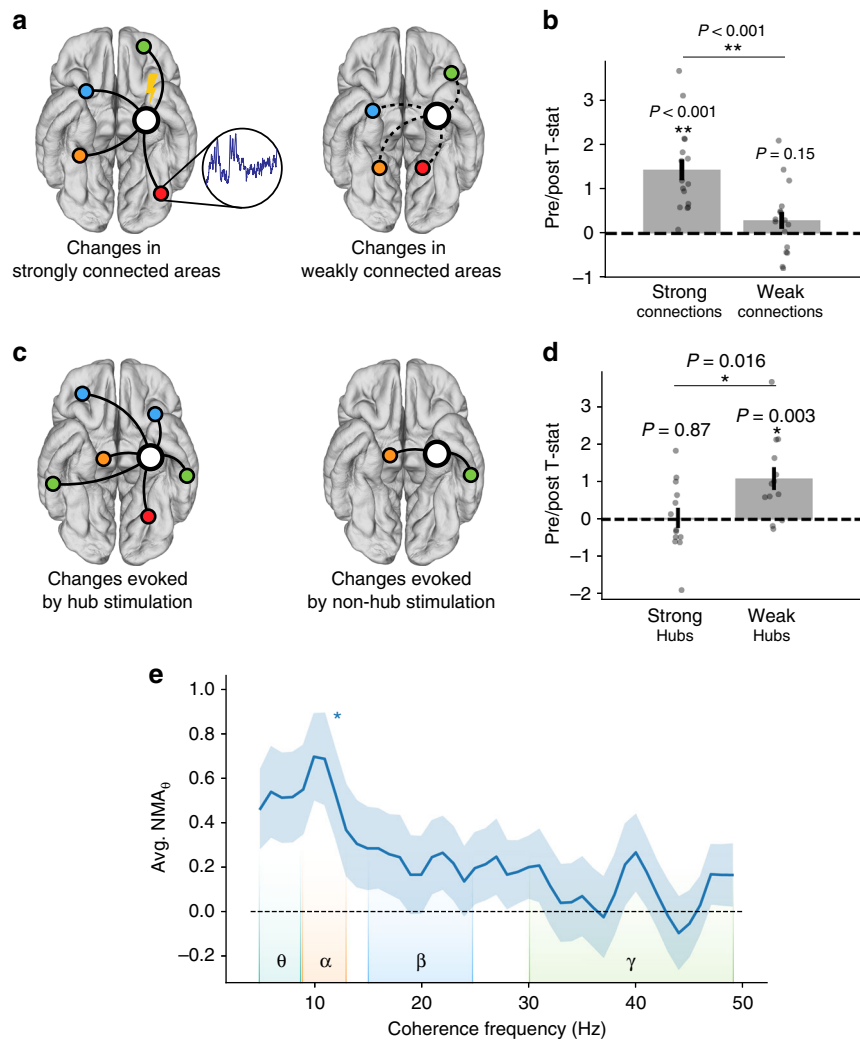 a
Changes in
strongly connected areas
Changes in
weakly connected areas
b
P < 0.001
**
P < 0.001
**
P = 0.15
Pre/post T-stat
3
2
1
0
−1
Strong
connections
Weak
connections
c
Changes evoked
by hub stimulation
Changes evoked
by non-hub stimulation
d
P = 0.016
*
P = 0.87
P = 0.003
*
Pre/post T-stat
3
2
1
0
−1
−2
Strong
Hubs
Weak
Hubs
e
*
Avg. NMAθ
1.0
0.8
0.6
0.4
0.2
0.0
−0.2
θ
α
β
γ
10
20
30
40
50
Coherence frequency (Hz)